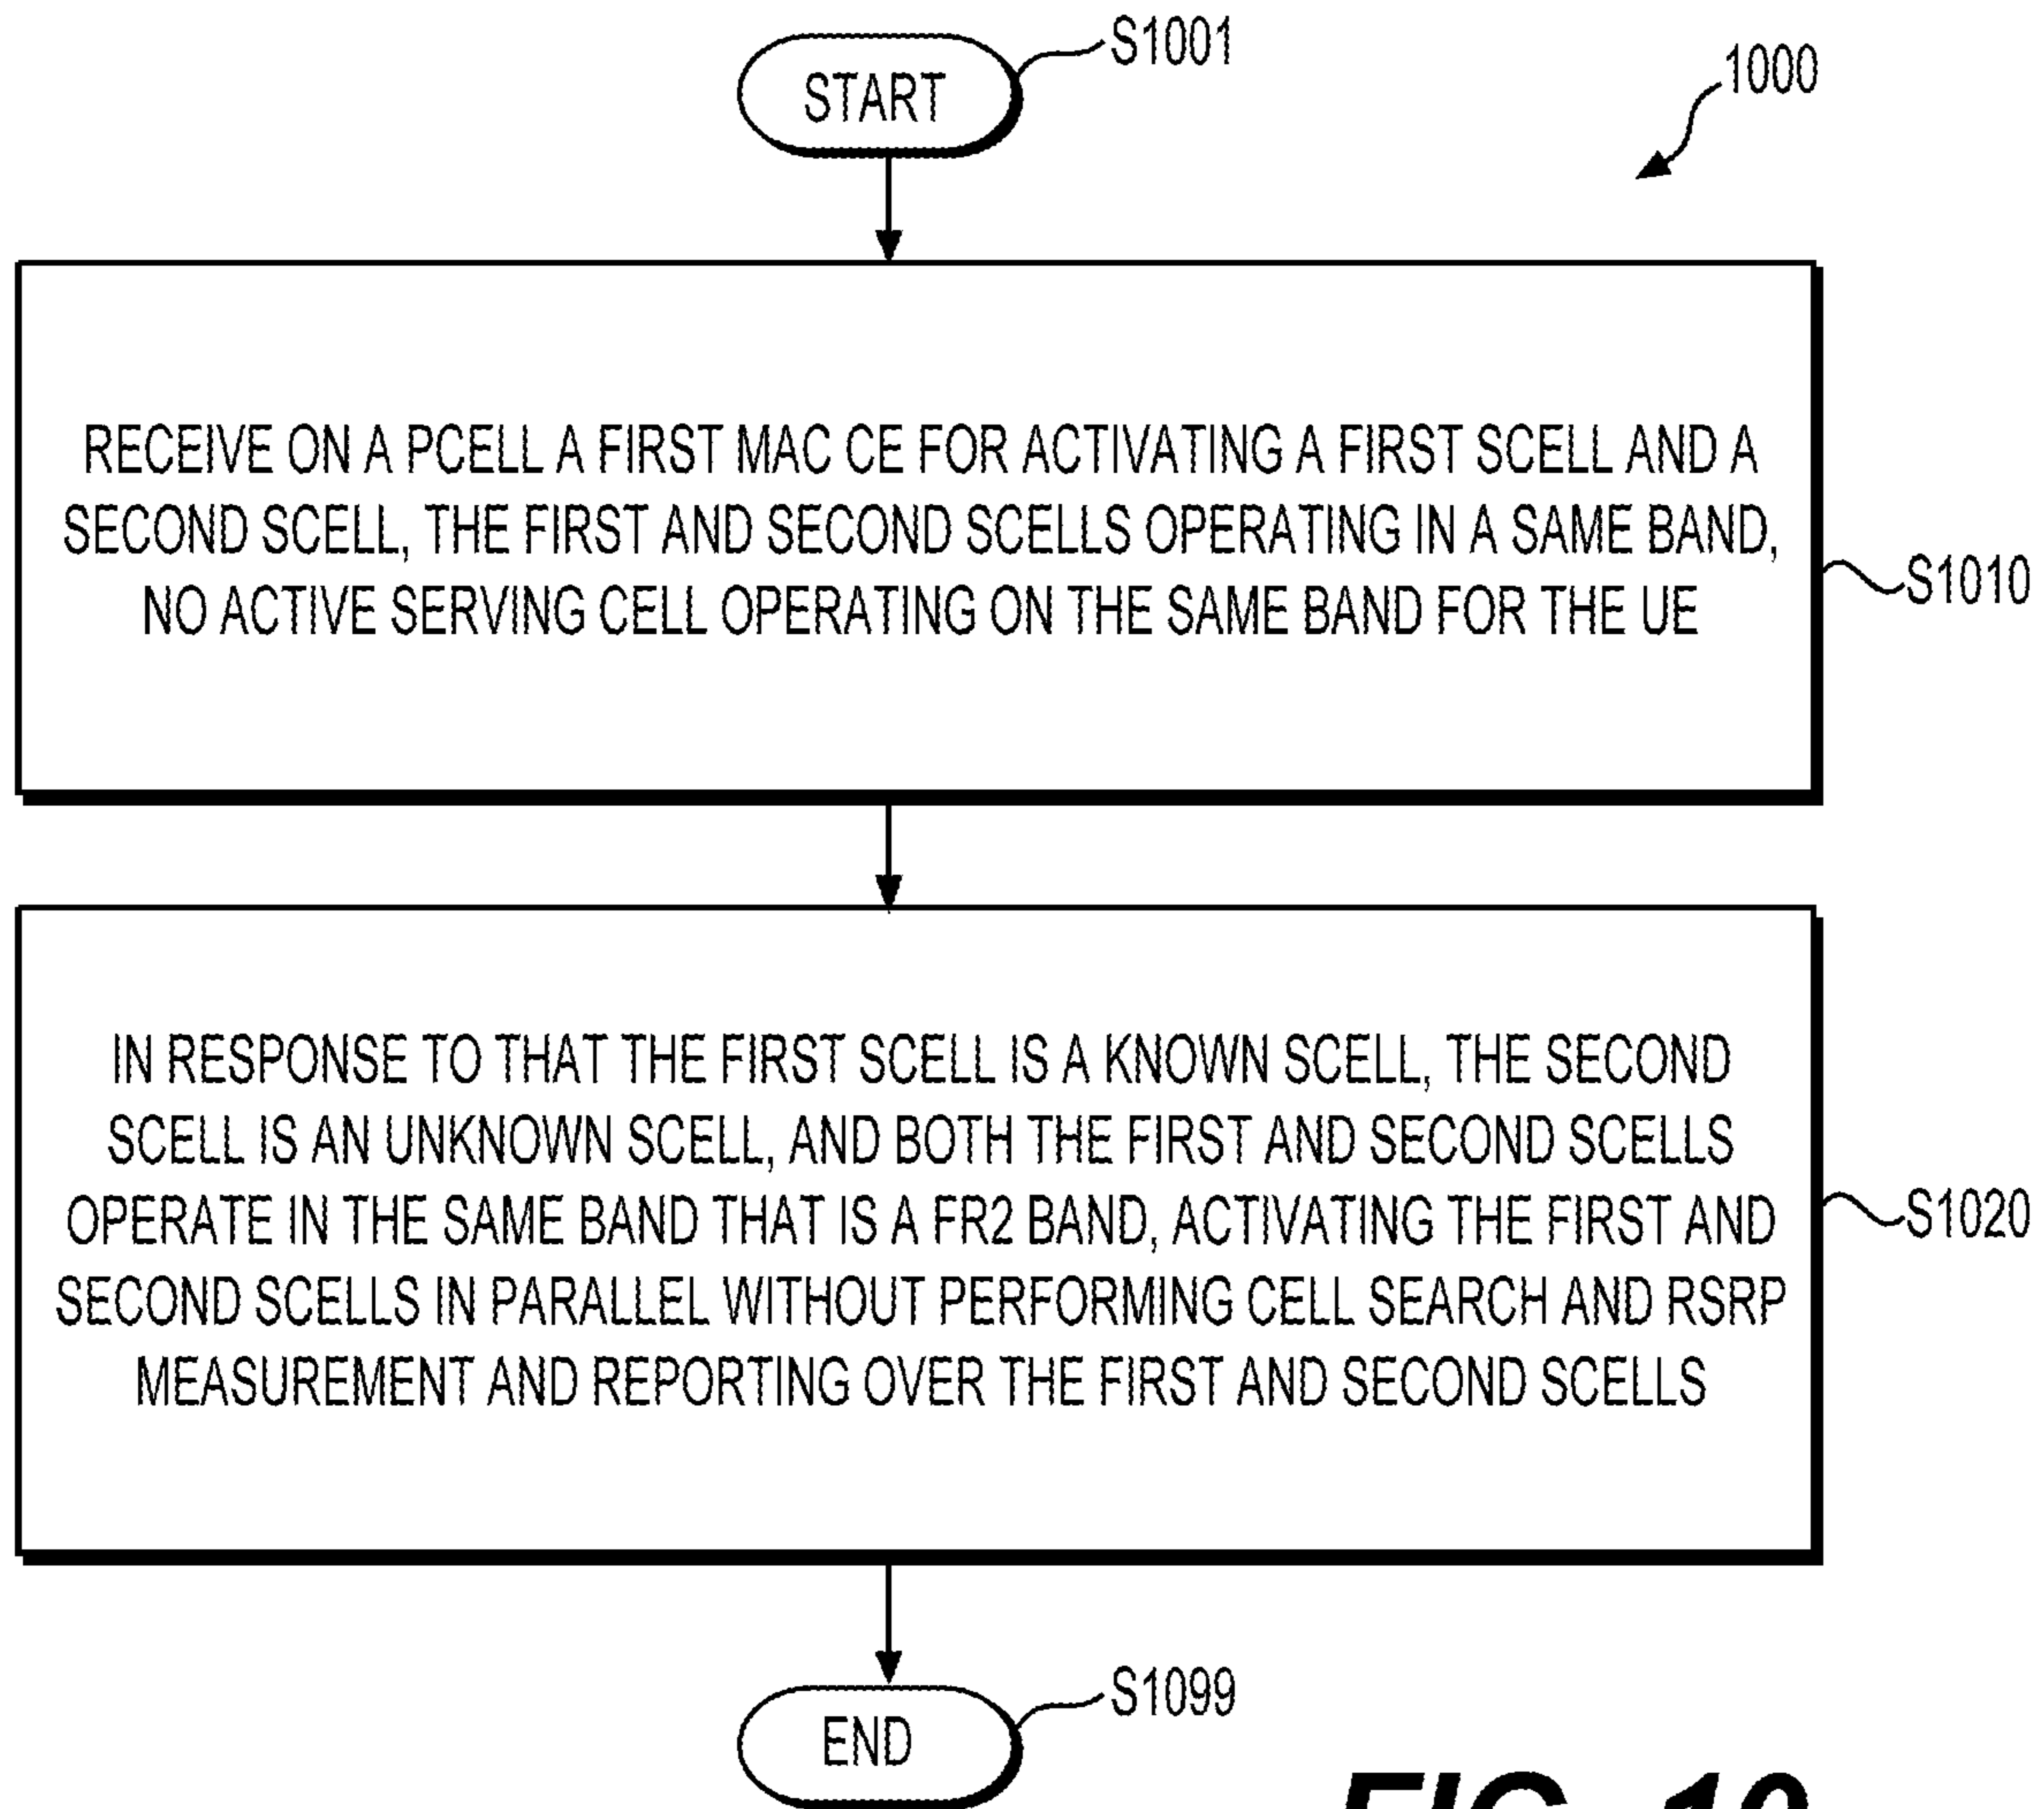 START
S1001
1000
RECEIVE ON A PCELL A FIRST MAC CE FOR ACTIVATING A FIRST SCELL AND A
SECOND SCELL, THE FIRST AND SECOND SCELLS OPERATING IN A SAME BAND,
NO ACTIVE SERVING CELL OPERATING ON THE SAME BAND FOR THE UE
S1010
IN RESPONSE TO THAT THE FIRST SCELL IS A KNOWN SCELL, THE SECOND
SCELL IS AN UNKNOWN SCELL, AND BOTH THE FIRST AND SECOND SCELLS
OPERATE IN THE SAME BAND THAT IS A FR2 BAND, ACTIVATING THE FIRST AND
SECOND SCELLS IN PARALLEL WITHOUT PERFORMING CELL SEARCH AND RSRP
MEASUREMENT AND REPORTING OVER THE FIRST AND SECOND SCELLS
S1020
END
S1099
FIG. 10